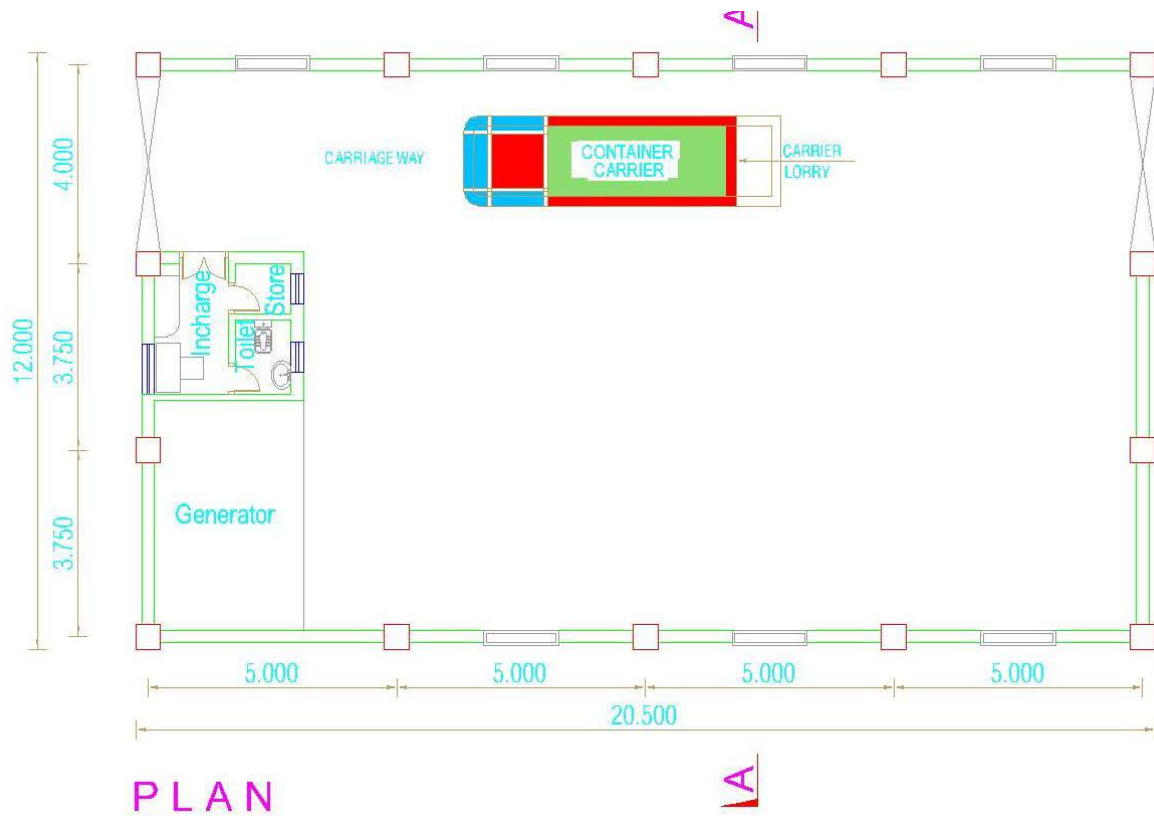 A
CARRIAGE WAY
CONTAINER
CARRIER
CARRIER
LORRY
4.000
12.000
3.750
3.750
Incharge
Store
Toilet
Generator
5.000
5.000
5.000
5.000
20.500
PLAN
A